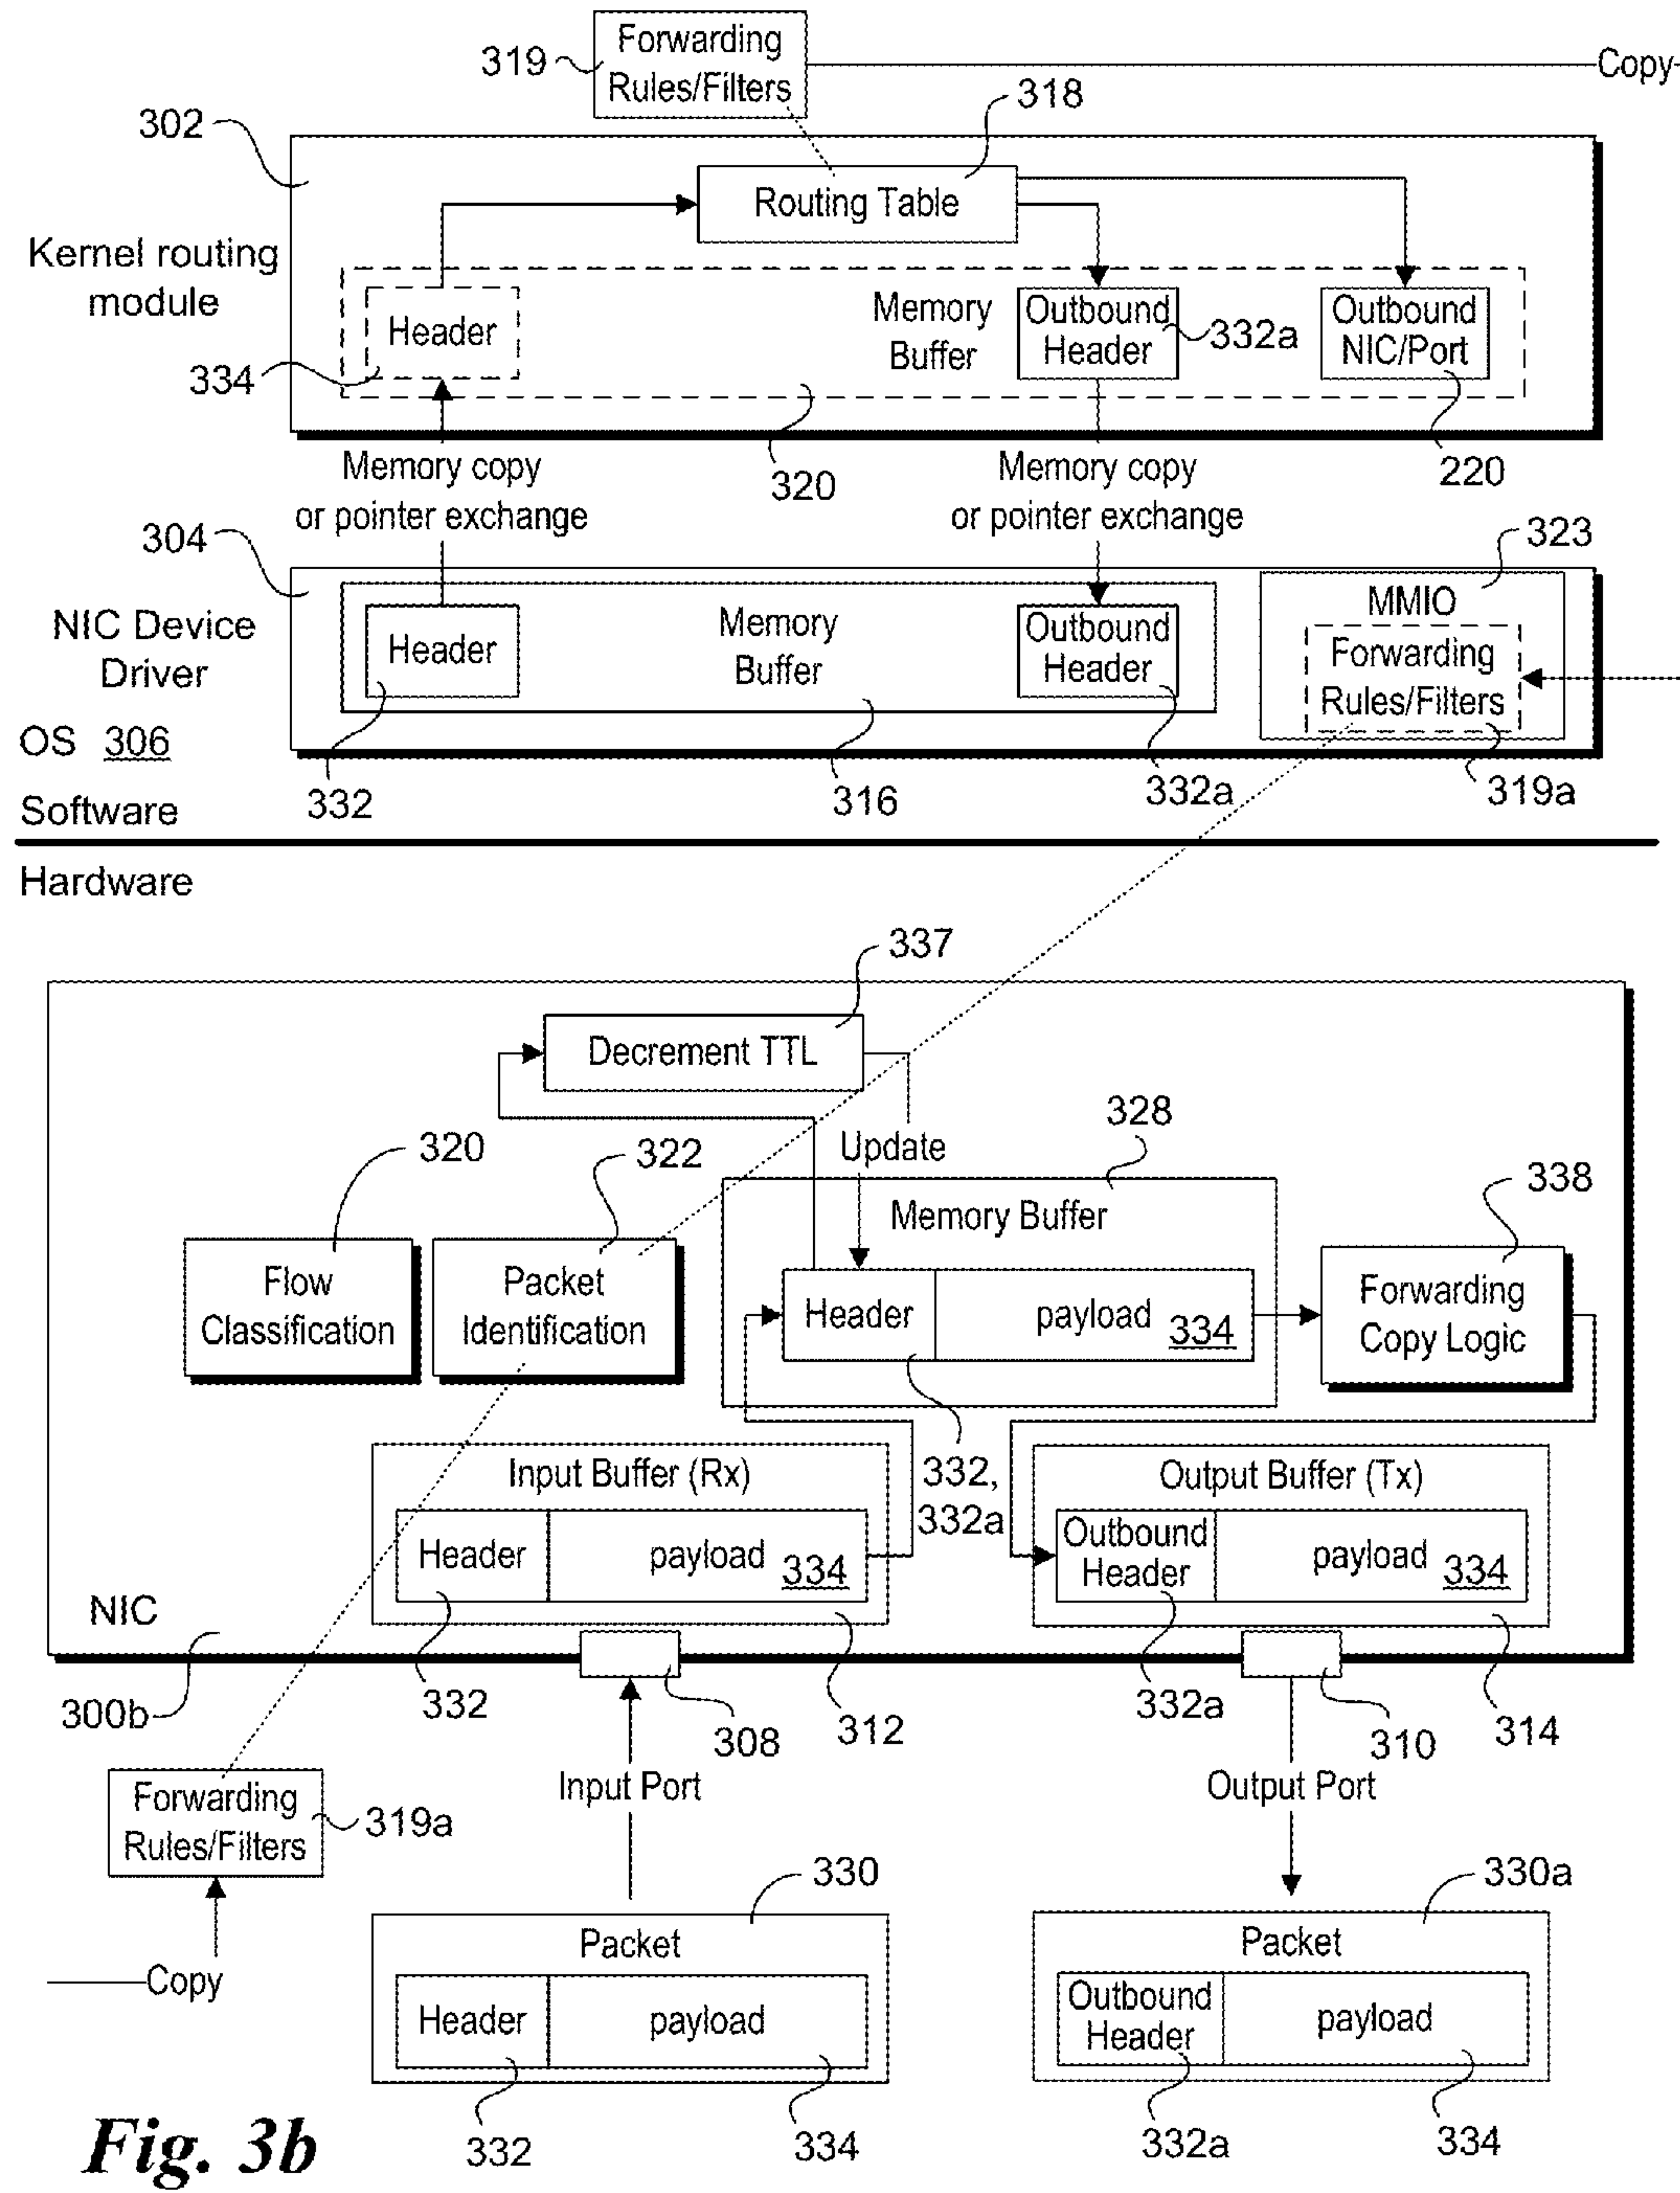 319
Forwarding
Rules/Filters
Copy
302
318
Routing Table
Kernel routing
module
Header
334
Memory
Buffer
Outbound
Header
332a
Outbound
NIC/Port
Memory copy
or pointer exchange
320
Memory copy
or pointer exchange
220
304
323
NIC Device
Driver
Header
Memory
Buffer
Outbound
Header
MMIO
Forwarding
Rules/Filters
OS 306
332
316
332a
319a
Software
Hardware
337
Decrement TTL
320
322
Update
328
338
Memory Buffer
Flow
Classification
Packet
Identification
Header
payload
334
Forwarding
Copy Logic
332,
332a
Input Buffer (Rx)
Header
payload
334
Output Buffer (Tx)
Outbound
Header
payload
334
NIC
300b
332
308
312
332a
310
314
Input Port
Output Port
Forwarding
Rules/Filters
319a
Copy
330
Packet
Header
payload
332
334
330a
Packet
Outbound
Header
payload
332a
334
Fig. 3b